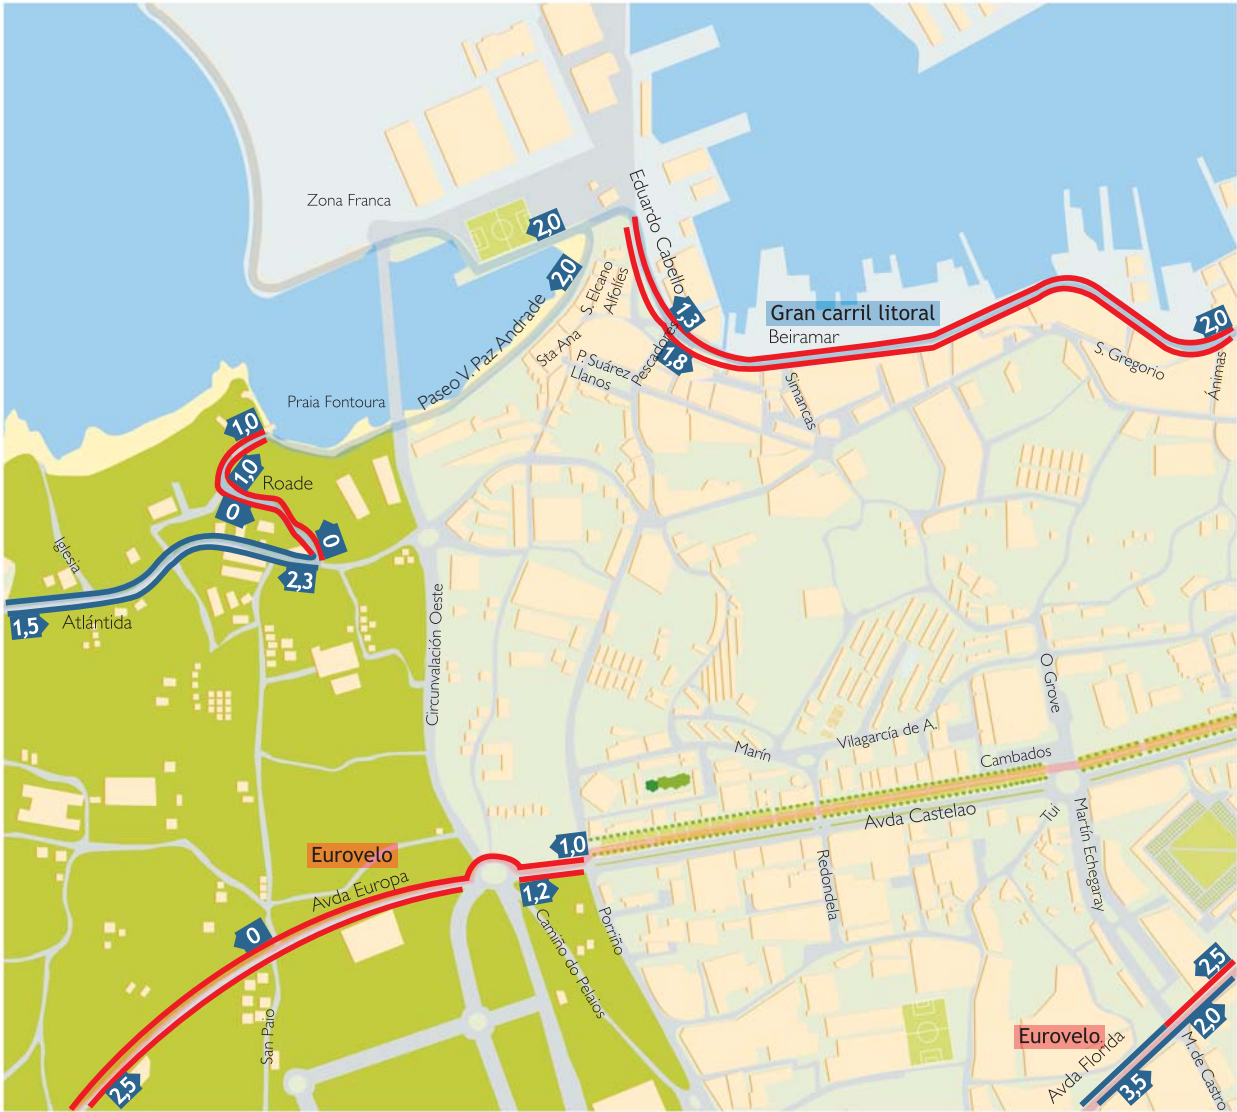 Zona Franca
2,0
Eduardo Cabello
2,0
S. Elcano
Alfolíes
1,3
Gran carril litoral
Beiramar
2,0
Paseo V. Paz Andrade
Sta Ana
P. Suárez
Llanos
Pescadores
1,8
Simancas
S. Gregorio
Ánimas
Praia Fontoura
1,0
1,0
Roade
0
0
2,3
Iglesia
1,5
Atlántida
Circunvalación Oeste
O Grove
Marín
Vilagarcía de A.
Cambados
Avda Castelao
Tui
Martín Echegaray
Redondela
Eurovelo
1,0
Avda Europa
1,2
0
Camiño do Pelaios
Porriño
San Paio
2,5
2,5
2,0
Eurovelo
Avda Florida
3,5
M. de Castro